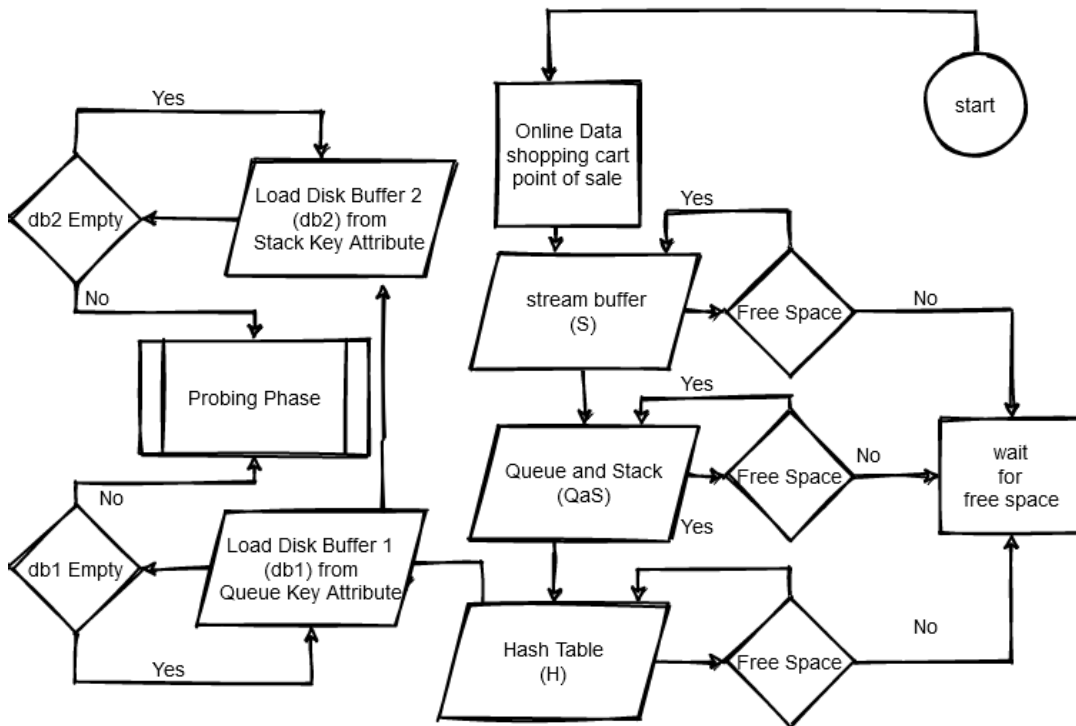 start
Online Data
shopping cart
point of sale
Yes
stream buffer
(S)
Free Space
No
Yes
Queue and Stack
(QaS)
Free Space
No
wait
for
free space
Yes
Hash Table
(H)
Free Space
No
Load Disk Buffer 1
(db1) from
Queue Key Attribute
db1 Empty
Yes
No
Load Disk Buffer 2
(db2) from
Stack Key Attribute
db2 Empty
Yes
No
Probing Phase